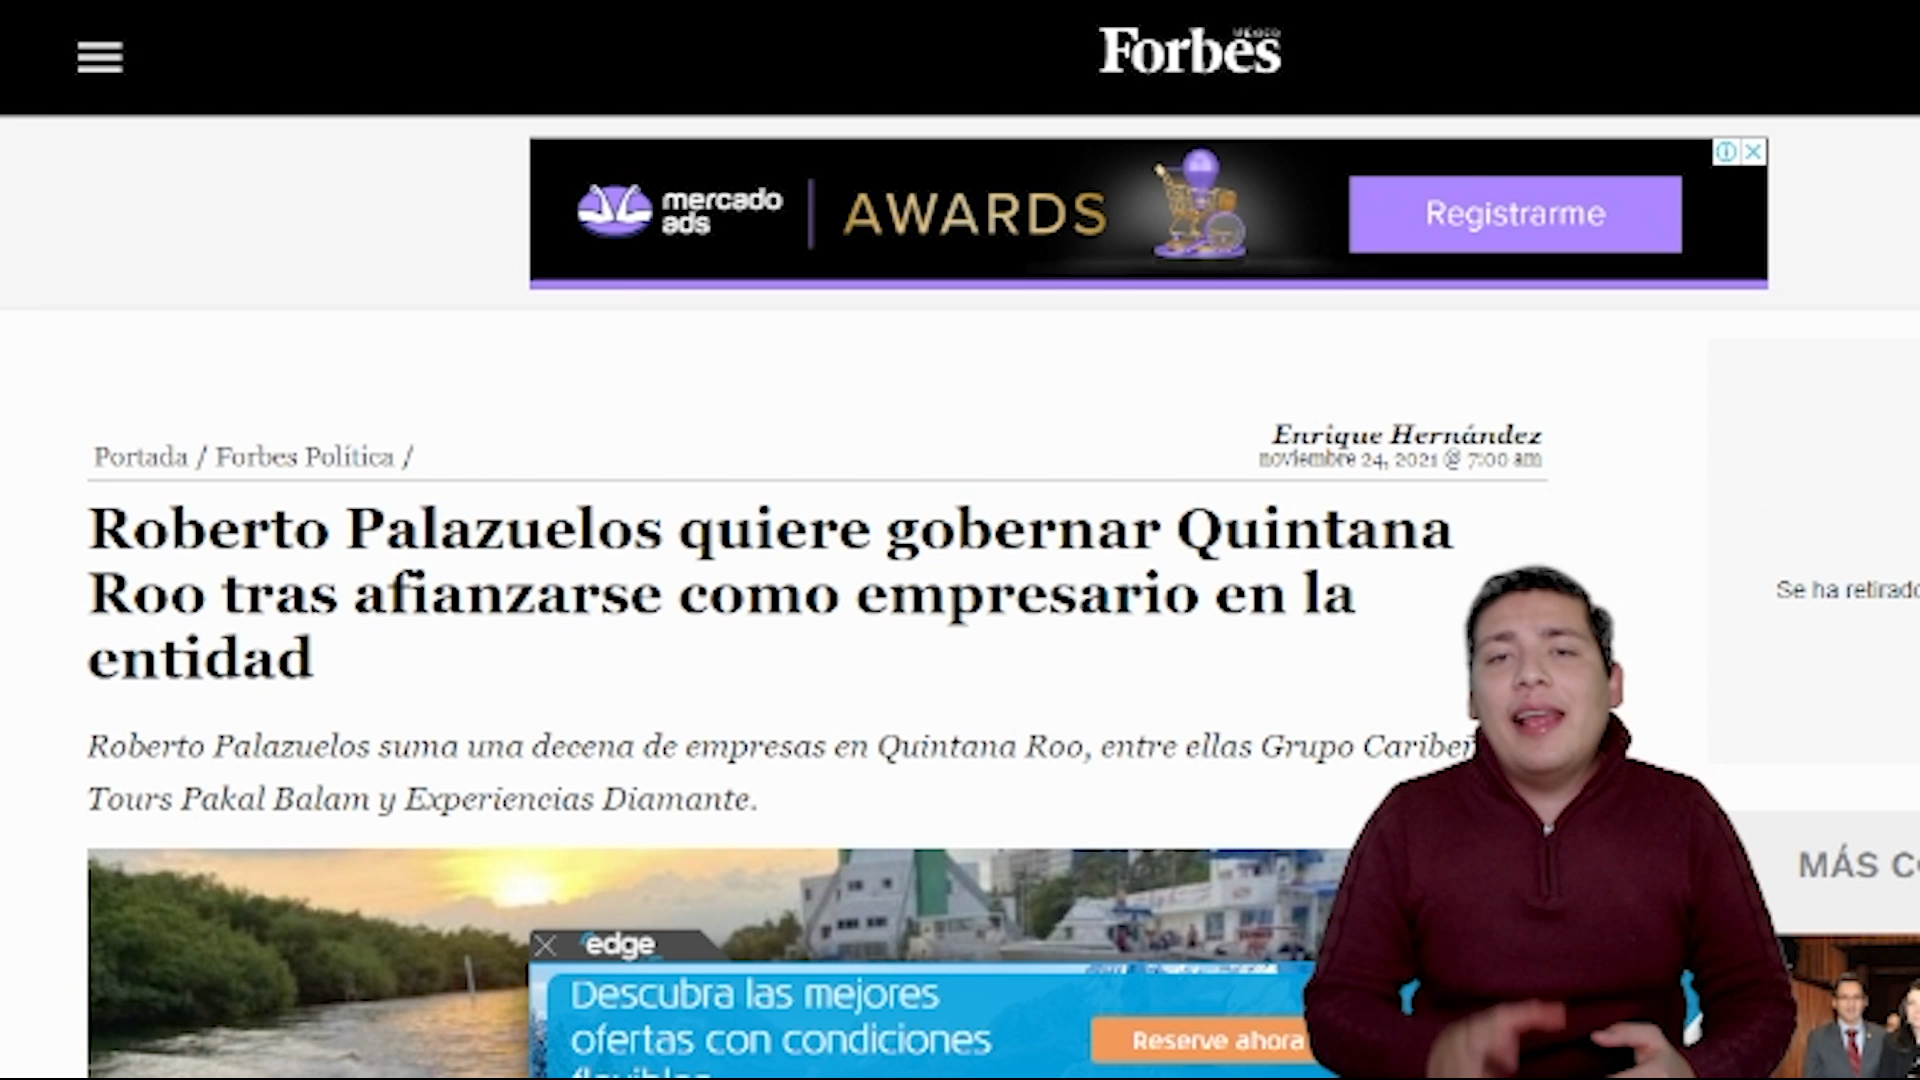 MÉXICO
Forbes
mercado
ads
AWARDS
Registrarme
Enrique Hernández
noviembre 24, 2021 @ 7:00 am
Portada / Forbes Política /
Roberto Palazuelos quiere gobernar Quintana
Roo tras afianzarse como empresario en la
entidad
Se ha retirado
Roberto Palazuelos suma una decena de empresas en Quintana Roo, entre ellas Grupo Caribeñ
Tours Pakal Balam y Experiencias Diamante.
MÁS CO
edge
Descubra las mejores
ofertas con condiciones
Reserve ahora